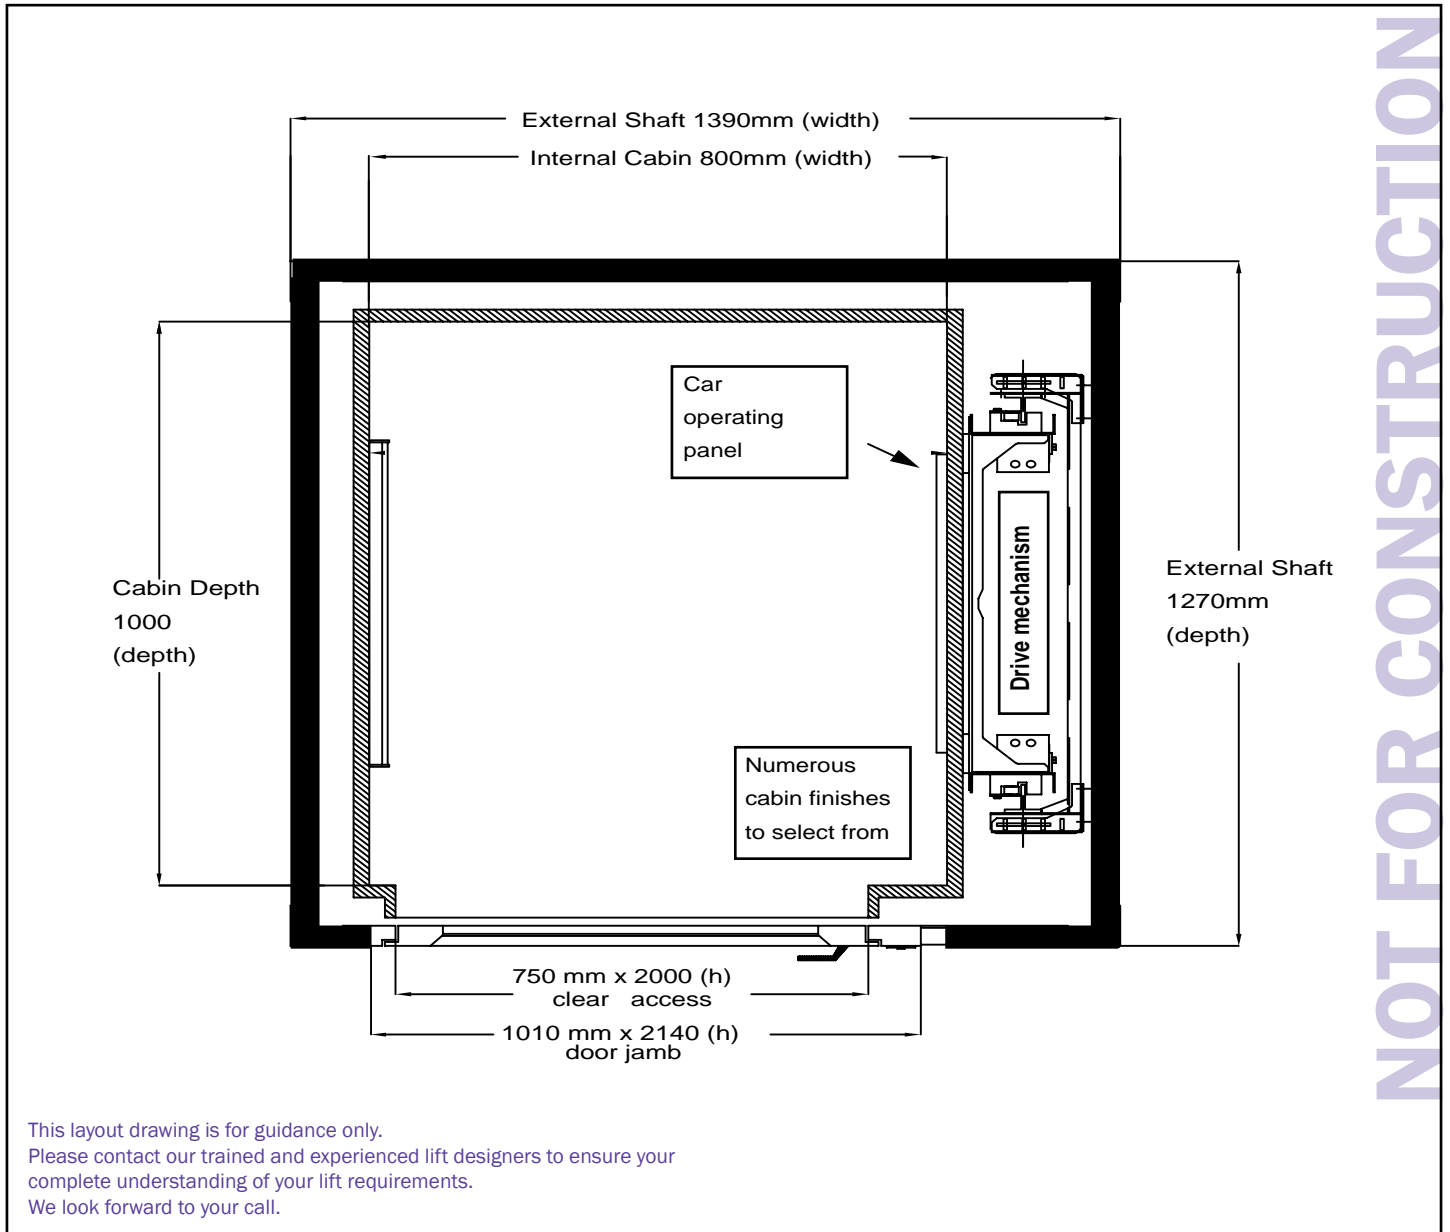 External Shaft 1390mm (width)
Internal Cabin 800mm (width)
Car
operating
panel
Cabin Depth
1000
(depth)
Drive mechanism
External Shaft
1270mm
(depth)
Numerous
cabin finishes
to select from
750 mm x 2000 (h)
clear access
1010 mm x 2140 (h)
door jamb
NOT FOR CONSTRUCTION
This layout drawing is for guidance only.
Please contact our trained and experienced lift designers to ensure your
complete understanding of your lift requirements.
We look forward to your call.